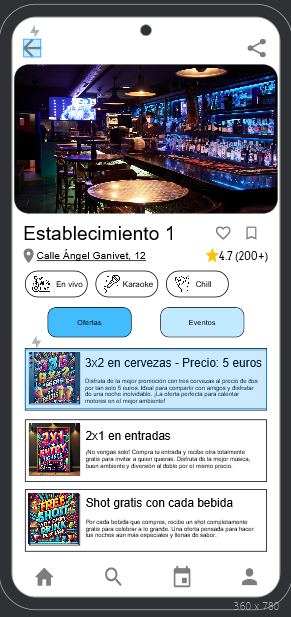 Establecimiento 1
Calle Ángel Ganivet, 12
4.7 (200+)
En vivo
Karaoke
Chill
Ofertas
Eventos
3x2 en cervezas - Precio: 5 euros
Disfruta de la mejor promoción con tres cervezas al precio de dos
por tan solo 5 euros. Ideal para compartir con amigos y disfrutar
de una noche inolvidable. ¡La oferta perfecta para calentar
motores en el mejor ambiente!
2x1 en entradas
¡No vengas solo! Compra tu entrada y recibe otra totalmente
gratis para invitar a quien quieras. Disfruta de la mejor música,
buen ambiente y diversión al doble por el mismo precio.
Shot gratis con cada bebida
Por cada bebida que compres, recibe un shot completamente
gratis para celebrar a lo grande. Una oferta pensada para hacer
tus noches aun más especiales y llenas de sabor.
360 x 780